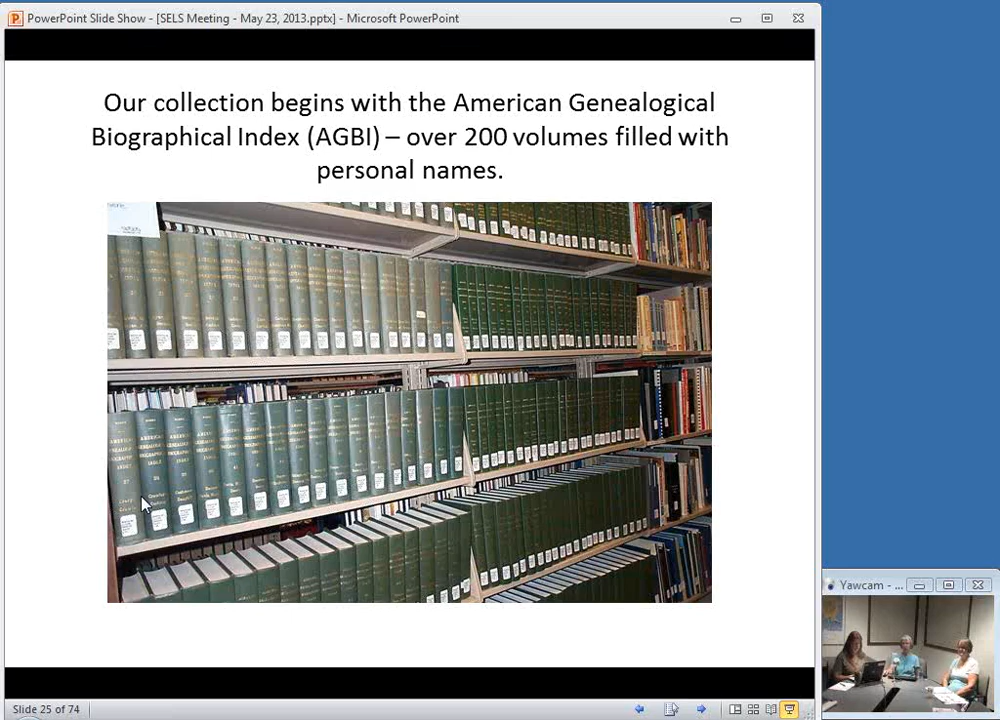 PowerPoint Slide Show - [SELS Meeting - May 23, 2013.pptx] - Microsoft PowerPoint
Our collection begins with the American Genealogical
Biographical Index (AGBI) – over 200 volumes filled with
personal names.
Yawcam - ...
Slide 25 of 74